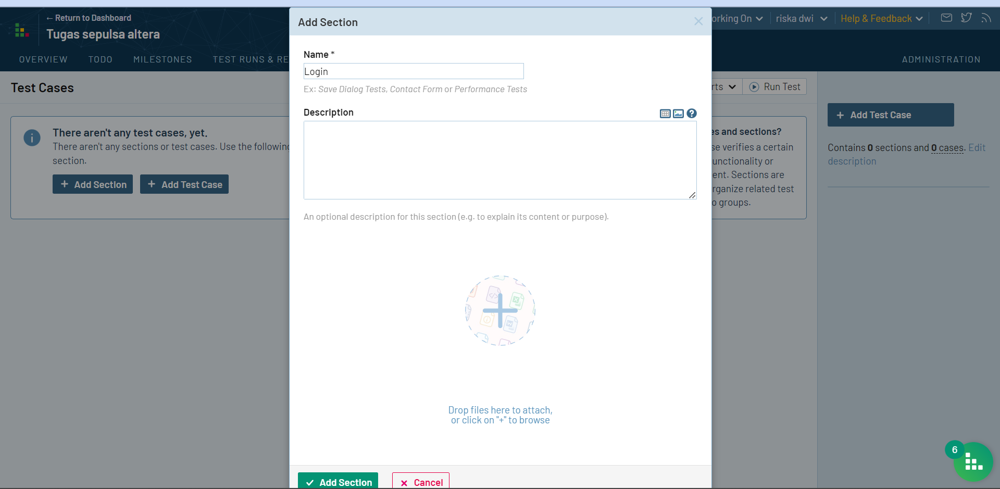 ← Return to Dashboard
Tugas sepulsa altera
OVERVIEW
TODO
MILESTONES
TEST RUNS & RE
orking On
riska dwi
Help & Feedback
ADMINISTRATION
Test Cases
rts
Run Test
There aren't any test cases, yet.
There aren't any sections or test cases. Use the following
section.
+ Add Section
+ Add Test Case
Add Section
Name *
Login
Ex: Save Dialog Tests, Contact Form or Performance Tests
Description
An optional description for this section (e.g. to explain its content or purpose).
Drop files here to attach,
or click on "+" to browse
Add Section
Cancel
es and sections?
se verifies a certain
unctionality or
ent. Sections are
rganize related test
o groups.
+ Add Test Case
Contains 0 sections and 0 cases. Edit
description
6